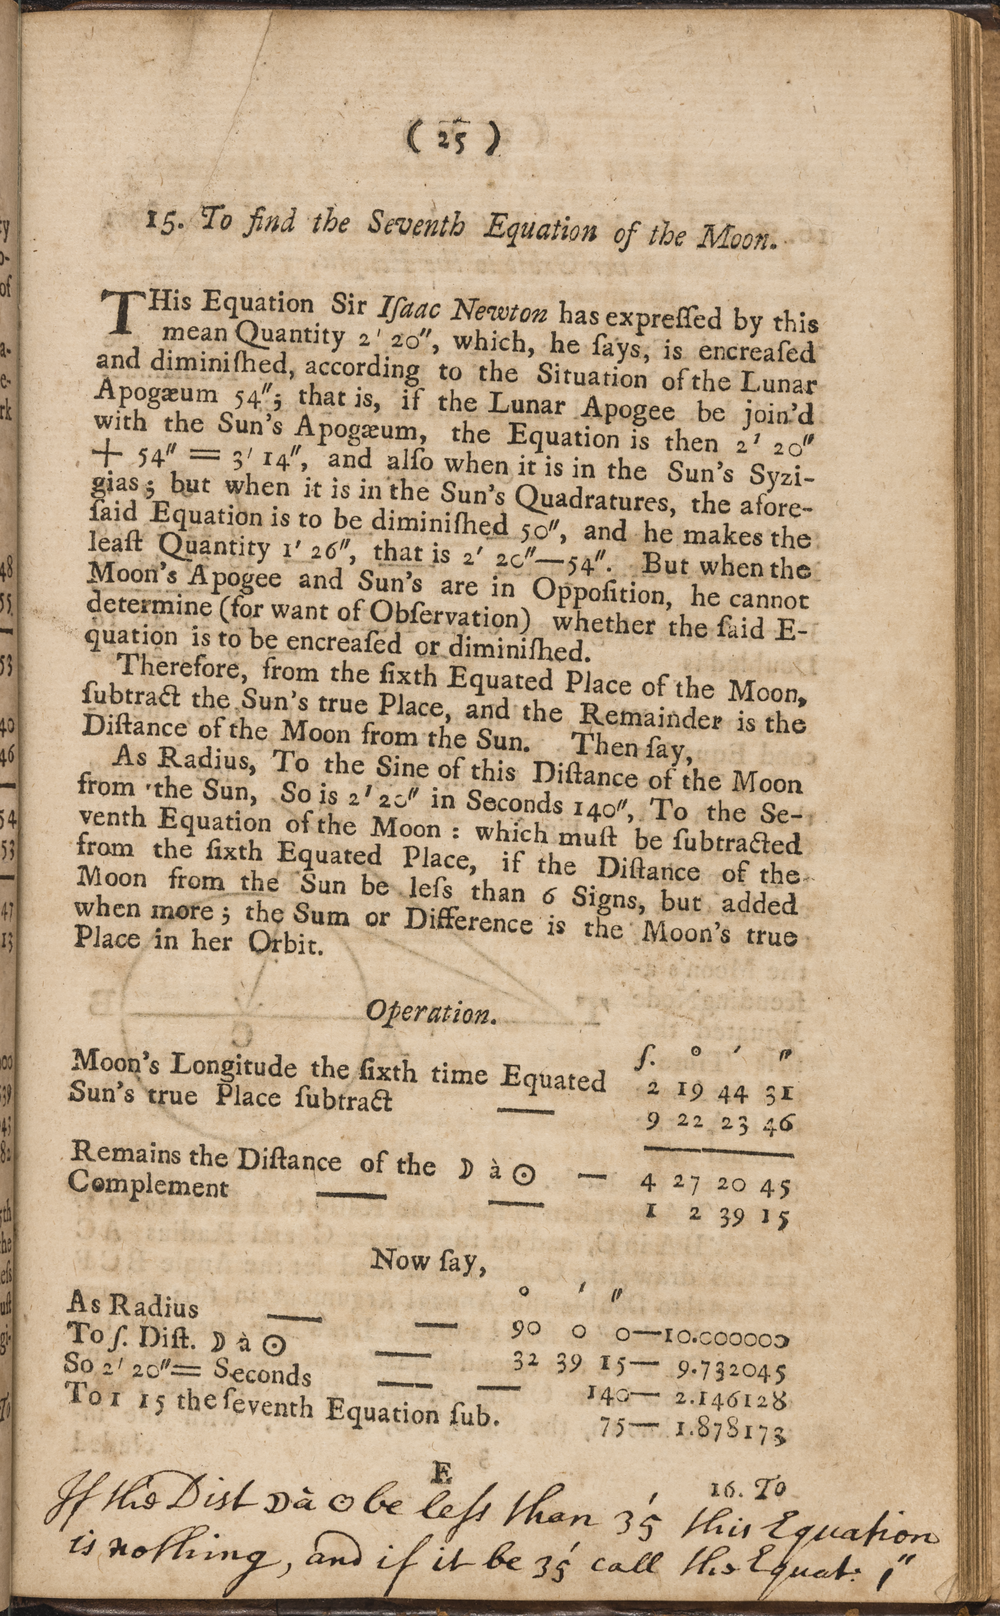 ( 25 )
15. To find the Seventh Equation of the Moon.
THis Equation Sir Iſaac Newton has expreſſed by this
mean Quantity 2′ 20″, which, he ſays, is encreaſed
and diminiſhed, according to the Situation of the Lunar
Apogæum 54″; that is, if the Lunar Apogee be join'd
with the Sun's Apogæum, the Equation is then 2′ 20″
+ 54″ = 3′ 14″, and alſo when it is in the Sun's Syzi-
gias; but when it is in the Sun's Quadratures, the afore-
ſaid Equation is to be diminiſhed 50″, and he makes the
leaſt Quantity 1′ 26″, that is 2′ 20″—54″. But when the
Moon's Apogee and Sun's are in Oppoſition, he cannot
determine (for want of Obſervation) whether the ſaid E-
quation is to be encreaſed or diminiſhed.
Therefore, from the ſixth Equated Place of the Moon,
ſubtract the Sun's true Place, and the Remainder is the
Diſtance of the Moon from the Sun. Then ſay,
As Radius, To the Sine of this Diſtance of the Moon
from the Sun, So is 2′ 20″ in Seconds 140″, To the Se-
venth Equation of the Moon : which muſt be ſubtracted
from the ſixth Equated Place, if the Diſtance of the
Moon from the Sun be leſs than 6 Signs, but added
when more ; the Sum or Difference is the Moon's true
Place in her Orbit.
Operation.
ſ. ° ′ ″
Moon's Longitude the ſixth time Equated 2 19 44 31
Sun's true Place ſubtract —— 9 22 23 46
Remains the Diſtance of the ☽ à ☉ — 4 27 20 45
Complement —— —— 1 2 39 15
Now ſay,
° ′ ″
As Radius —— —— 90 0 0—10.000000
To ſ. Diſt. ☽ à ☉ —— 32 39 15— 9.732045
So 2′ 20″= Seconds —— —— 140— 2.146128
To 1 15 the ſeventh Equation ſub. 75— 1.878173
E 16. To
If the Dist ☽ à ☉ be leſs than 35′ this Equation
is nothing, and if it be 35′ call the Equat: 1″